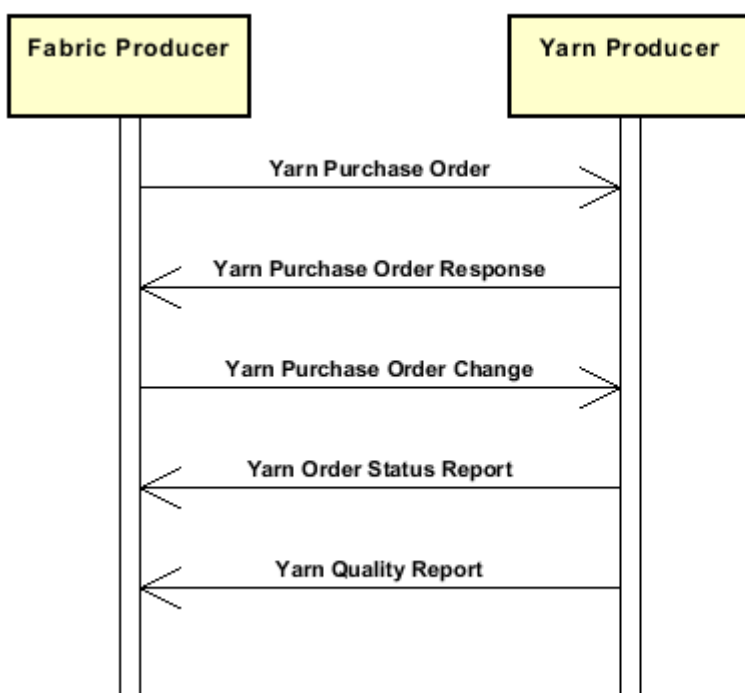 Fabric Producer
Yarn Producer
Yarn Purchase Order
Yarn Purchase Order Response
Yarn Purchase Order Change
Yarn Order Status Report
Yarn Quality Report